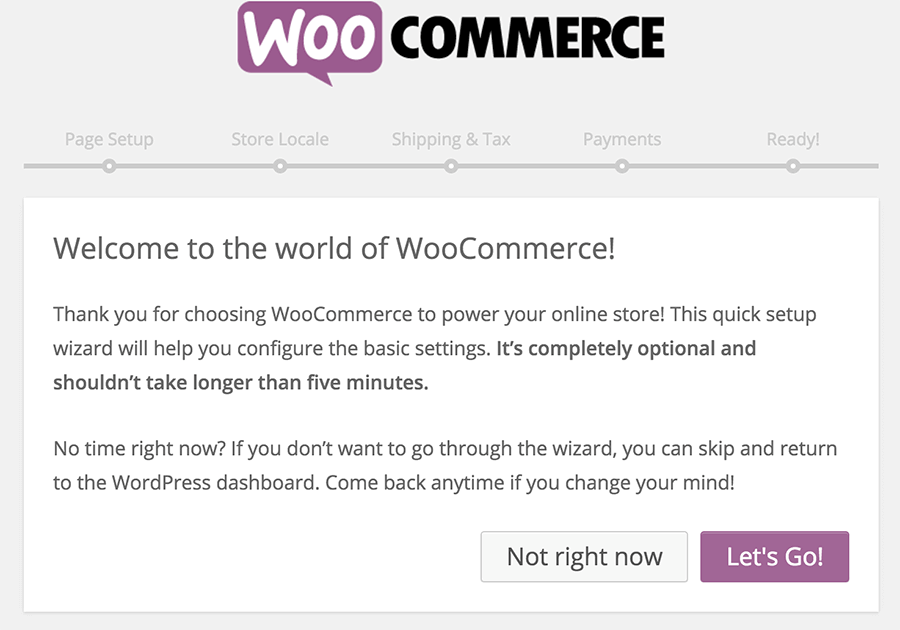 WOO COMMERCE
Page Setup Store Locale Shipping & Tax Payments Ready!
Welcome to the world of WooCommerce!
Thank you for choosing WooCommerce to power your online store! This quick setup
wizard will help you configure the basic settings. It’s completely optional and
shouldn’t take longer than five minutes.
No time right now? If you don’t want to go through the wizard, you can skip and return
to the WordPress dashboard. Come back anytime if you change your mind!
Not right now Let's Go!